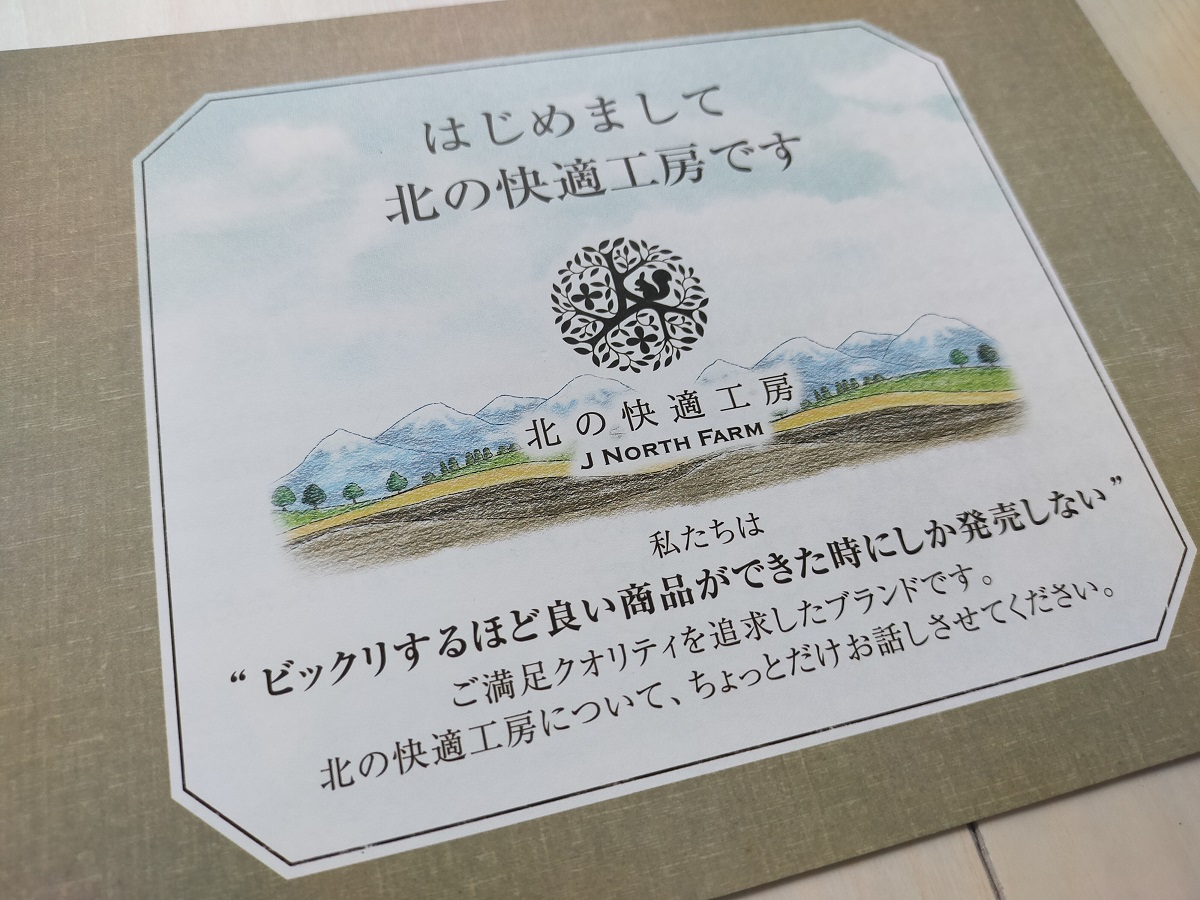 はじめまして
北の快適工房です
北の快適工房
J NORTH FARM
私たちは
“ビックリするほど良い商品ができた時にしか発売しない”
ご満足クオリティを追求したブランドです。
北の快適工房について、ちょっとだけお話しさせてください。